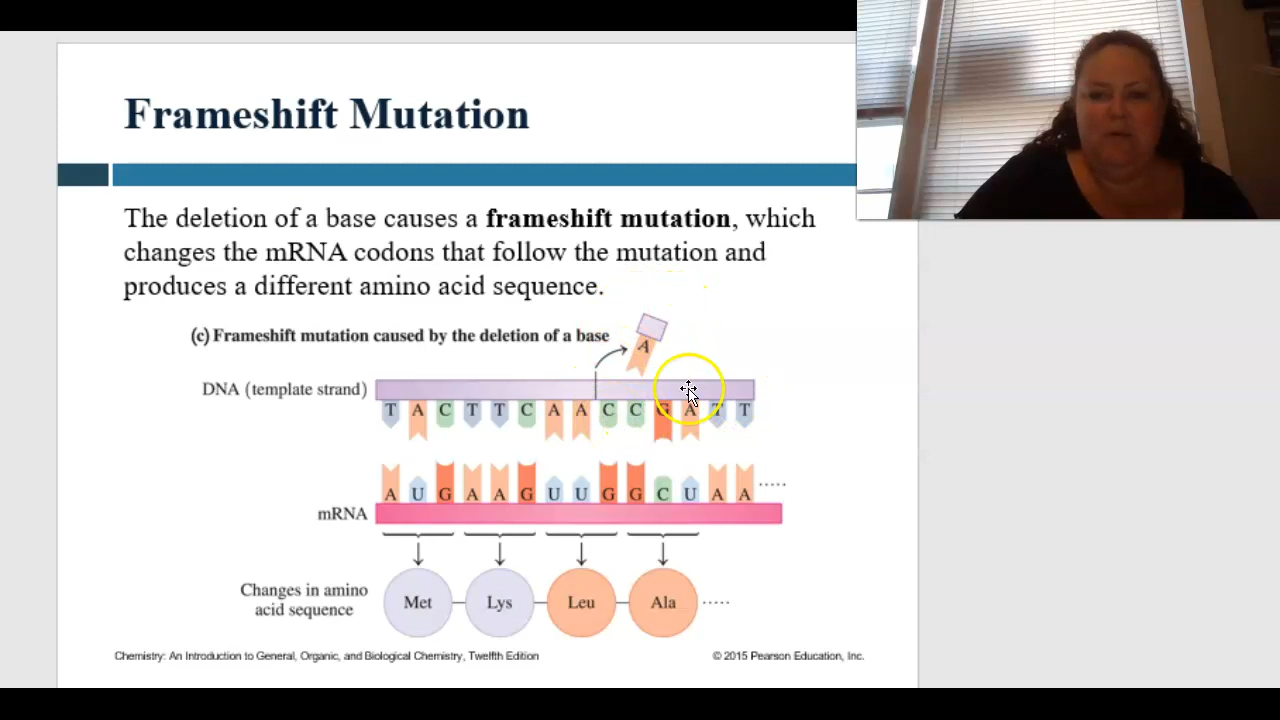 Frameshift Mutation
The deletion of a base causes a frameshift mutation, which
changes the mRNA codons that follow the mutation and
produces a different amino acid sequence.
(c) Frameshift mutation caused by the deletion of a base
A
DNA (template strand)
T A C T T C A A C C G A T T
A U G A A G U U G G C U A A .....
mRNA
Changes in amino
acid sequence
Met Lys Leu Ala .....
Chemistry: An Introduction to General, Organic, and Biological Chemistry, Twelfth Edition
© 2015 Pearson Education, Inc.